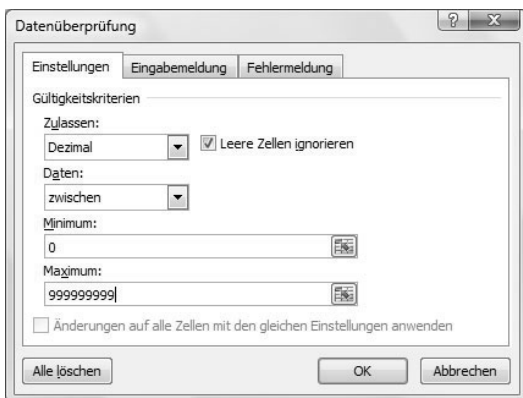 Datenüberprüfung
Einstellungen Eingabemeldung Fehlermeldung
Gültigkeitskriterien
Zulassen:
Dezimal Leere Zellen ignorieren
Daten:
zwischen
Minimum:
0
Maximum:
999999999
Änderungen auf alle Zellen mit den gleichen Einstellungen anwenden
Alle löschen OK Abbrechen